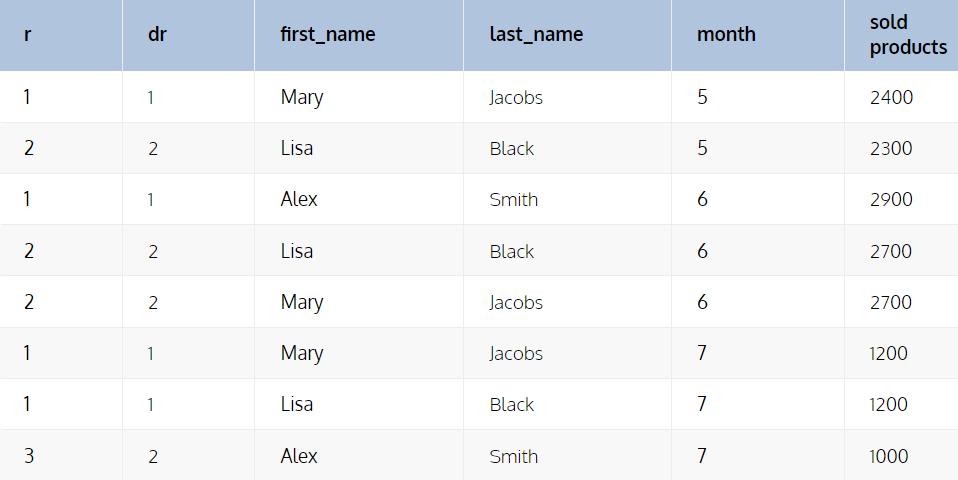 r dr first_name last_name month sold products
1 1 Mary Jacobs 5 2400
2 2 Lisa Black 5 2300
1 1 Alex Smith 6 2900
2 2 Lisa Black 6 2700
2 2 Mary Jacobs 6 2700
1 1 Mary Jacobs 7 1200
1 1 Lisa Black 7 1200
3 2 Alex Smith 7 1000